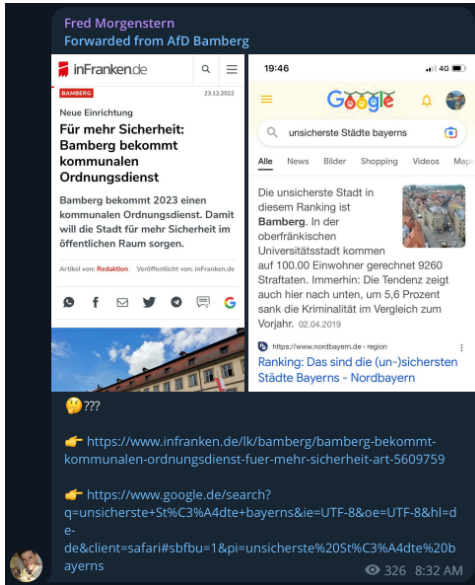 Fred Morgenstern
Forwarded from AfD Bamberg
inFranken.de
BAMBERG
23.12.2022
Neue Einrichtung
Für mehr Sicherheit:
Bamberg bekommt
kommunalen
Ordnungsdienst
Bamberg bekommt 2023 einen
kommunalen Ordnungsdienst. Damit
will die Stadt für mehr Sicherheit im
öffentlichen Raum sorgen.
Artikel von: Redaktion Veröffentlicht von: inFranken.de
19:46
4G
Google
unsicherste Städte bayerns
Alle News Bilder Shopping Videos Maps
Die unsicherste Stadt in
diesem Ranking ist
Bamberg. In der
oberfränkischen
Universitätsstadt kommen
auf 100.00 Einwohner gerechnet 9260
Straftaten. Immerhin: Die Tendenz zeigt
auch hier nach unten, um 5,6 Prozent
sank die Kriminalität im Vergleich zum
Vorjahr. 02.04.2019
https://www.nordbayern.de › region
Ranking: Das sind die (un-)sichersten
Städte Bayerns - Nordbayern
🤔???
👉 https://www.infranken.de/lk/bamberg/bamberg-bekommt-
kommunalen-ordnungsdienst-fuer-mehr-sicherheit-art-5609759
👉 https://www.google.de/search?
q=unsicherste+St%C3%A4dte+bayerns&ie=UTF-8&oe=UTF-8&hl=d
e-
de&client=safari#sbfbu=1&pi=unsicherste%20St%C3%A4dte%20b
ayerns
326 8:32 AM